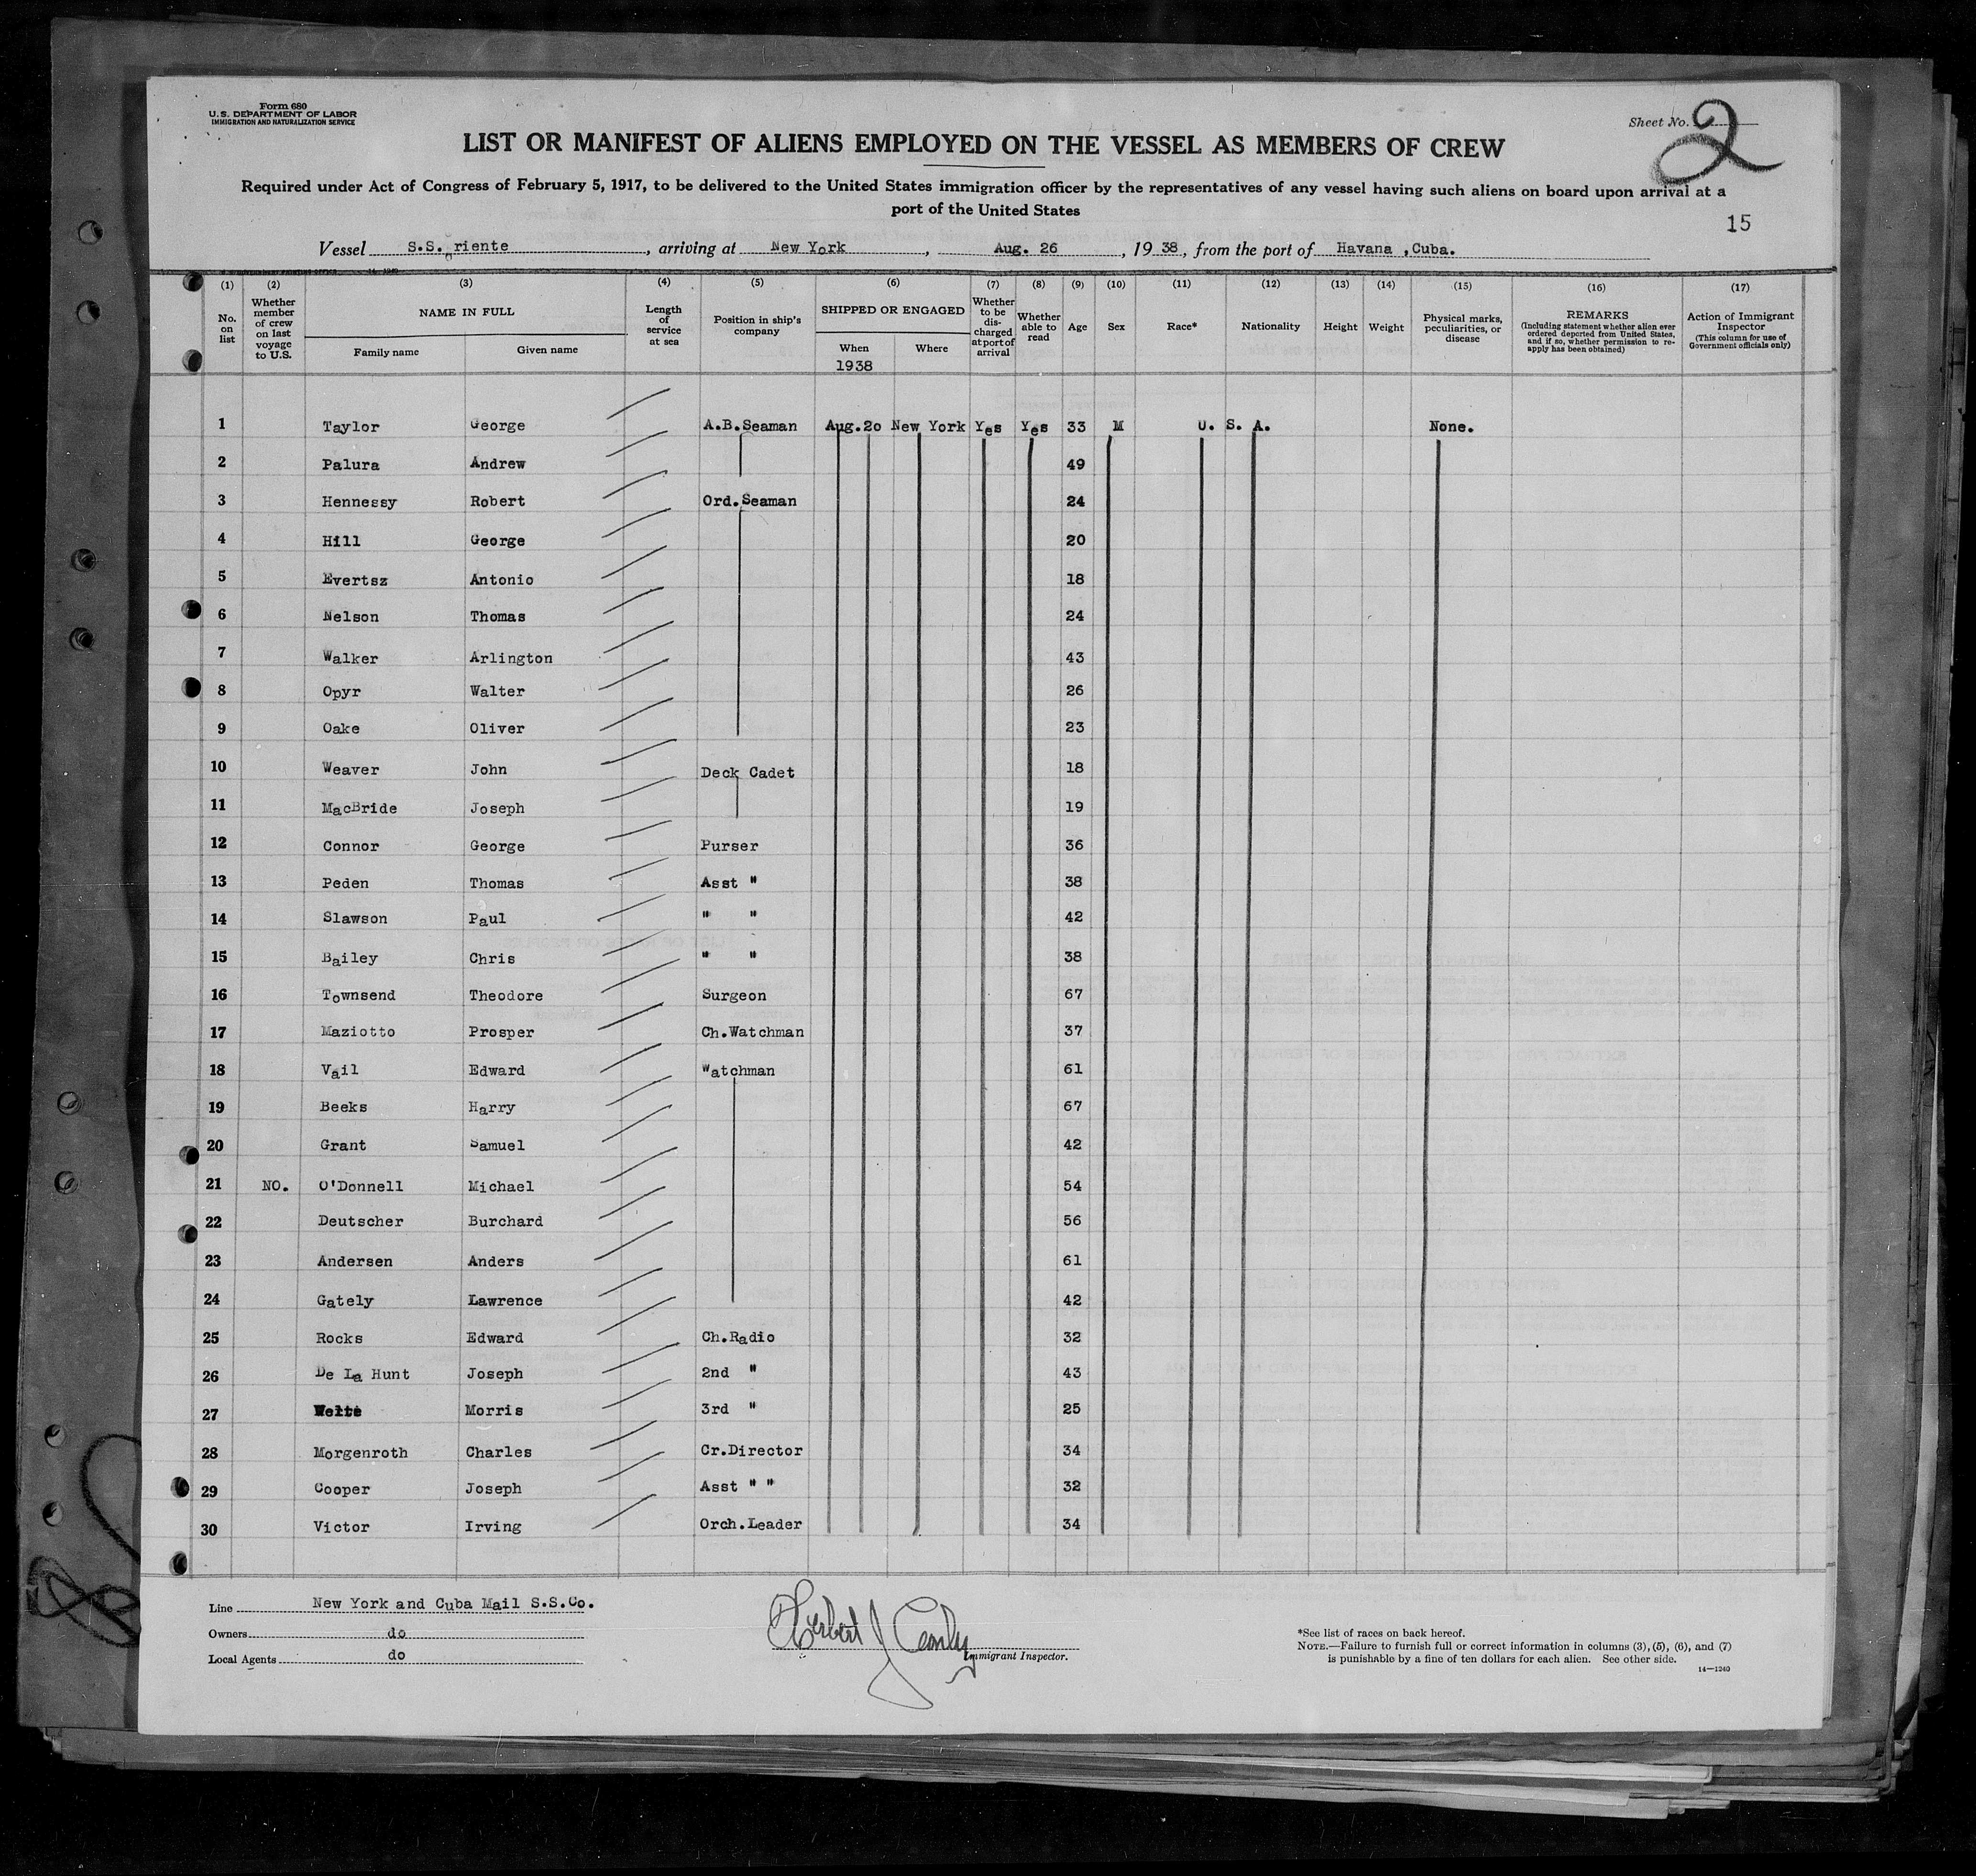 Form 680
U. S. DEPARTMENT OF LABOR
IMMIGRATION AND NATURALIZATION SERVICE
Sheet No. 2
LIST OR MANIFEST OF ALIENS EMPLOYED ON THE VESSEL AS MEMBERS OF CREW
Required under Act of Congress of February 5, 1917, to be delivered to the United States immigration officer by the representatives of any vessel having such aliens on board upon arrival at a
port of the United States
15
Vessel S.S. riente, arriving at New York, Aug. 26, 1938, from the port of Havana ,Cuba.
(1) (2) (3) (4) (5) (6) (7) (8) (9) (10) (11) (12) (13) (14) (15) (16) (17)
No. on list
Whether member of crew on last voyage to U.S.
NAME IN FULL
Family name Given name
Length of service at sea
Position in ship's company
SHIPPED OR ENGAGED
When Where
1938
Whether to be discharged at port of arrival
Whether able to read
Age
Sex
Race*
Nationality
Height
Weight
Physical marks, peculiarities, or disease
REMARKS
(Including statement whether alien ever ordered deported from United States, and if so, whether permission to reapply has been obtained)
Action of Immigrant Inspector
(This column for use of Government officials only)
1 Taylor George A.B.Seaman Aug.20 New York Yes Yes 33 M U. S. A. None.
2 Palura Andrew 49
3 Hennessy Robert Ord.Seaman 24
4 Hill George 20
5 Evertsz Antonio 18
6 Nelson Thomas 24
7 Walker Arlington 43
8 Opyr Walter 26
9 Oake Oliver 23
10 Weaver John Deck Cadet 18
11 MacBride Joseph 19
12 Connor George Purser 36
13 Peden Thomas Asst " 38
14 Slawson Paul " " 42
15 Bailey Chris " " 38
16 Townsend Theodore Surgeon 67
17 Maziotto Prosper Ch.Watchman 37
18 Vail Edward Watchman 61
19 Beeks Harry 67
20 Grant Samuel 42
21 NO. O'Donnell Michael 54
22 Deutscher Burchard 56
23 Andersen Anders 61
24 Gately Lawrence 42
25 Rocks Edward Ch.Radio 32
26 De La Hunt Joseph 2nd " 43
27 Morris 3rd " 25
28 Morgenroth Charles Cr.Director 34
29 Cooper Joseph Asst " " 32
30 Victor Irving Orch.Leader 34
Line New York and Cuba Mail S.S.Co.
Owners do
Local Agents do
Herbert J
Immigrant Inspector.
*See list of races on back hereof.
NOTE.—Failure to furnish full or correct information in columns (3), (5), (6), and (7)
is punishable by a fine of ten dollars for each alien. See other side.
14—1240